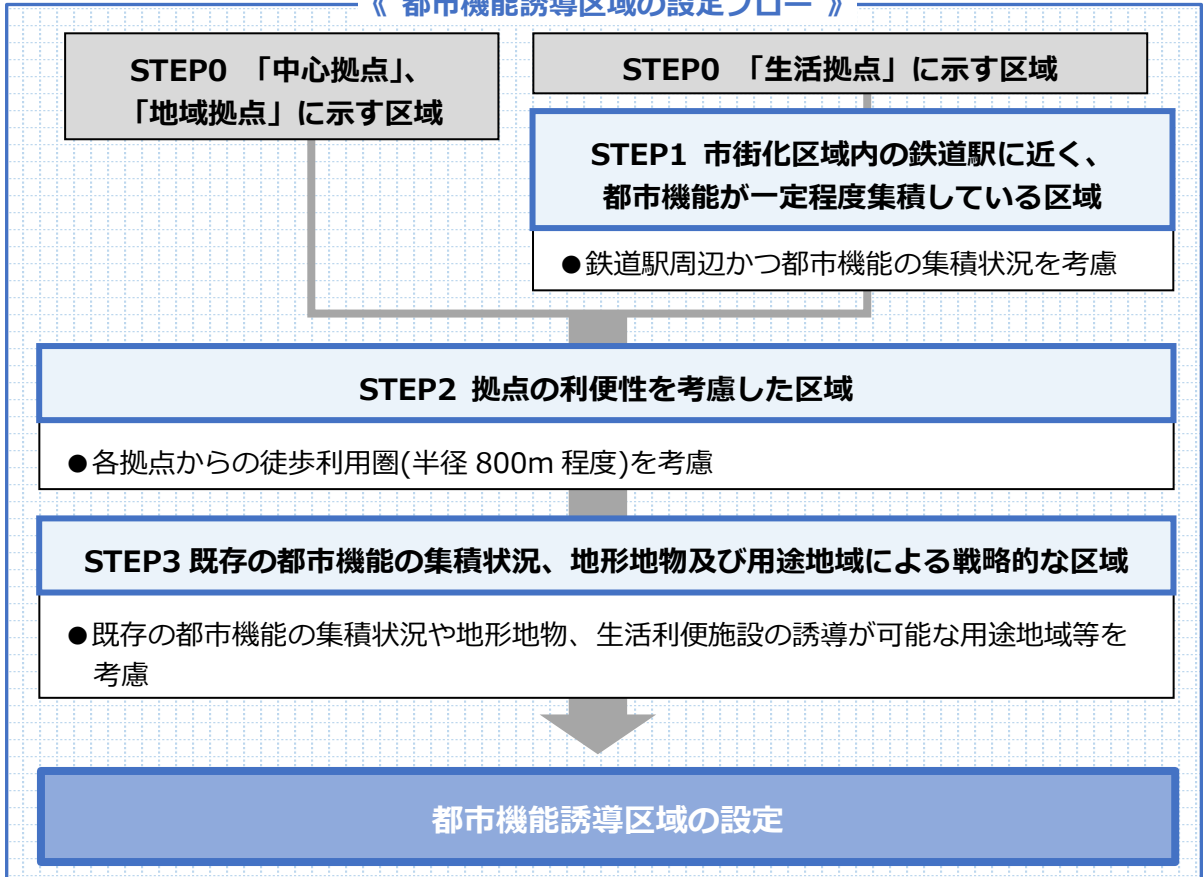 《 都市機能誘導区域の設定フロー 》
STEP0 「中心拠点」、
「地域拠点」に示す区域
STEP0 「生活拠点」に示す区域
STEP1 市街化区域内の鉄道駅に近く、
都市機能が一定程度集積している区域
●鉄道駅周辺かつ都市機能の集積状況を考慮
STEP2 拠点の利便性を考慮した区域
●各拠点からの徒歩利用圏(半径 800m 程度)を考慮
STEP3 既存の都市機能の集積状況、地形地物及び用途地域による戦略的な区域
●既存の都市機能の集積状況や地形地物、生活利便施設の誘導が可能な用途地域等を
考慮
都市機能誘導区域の設定